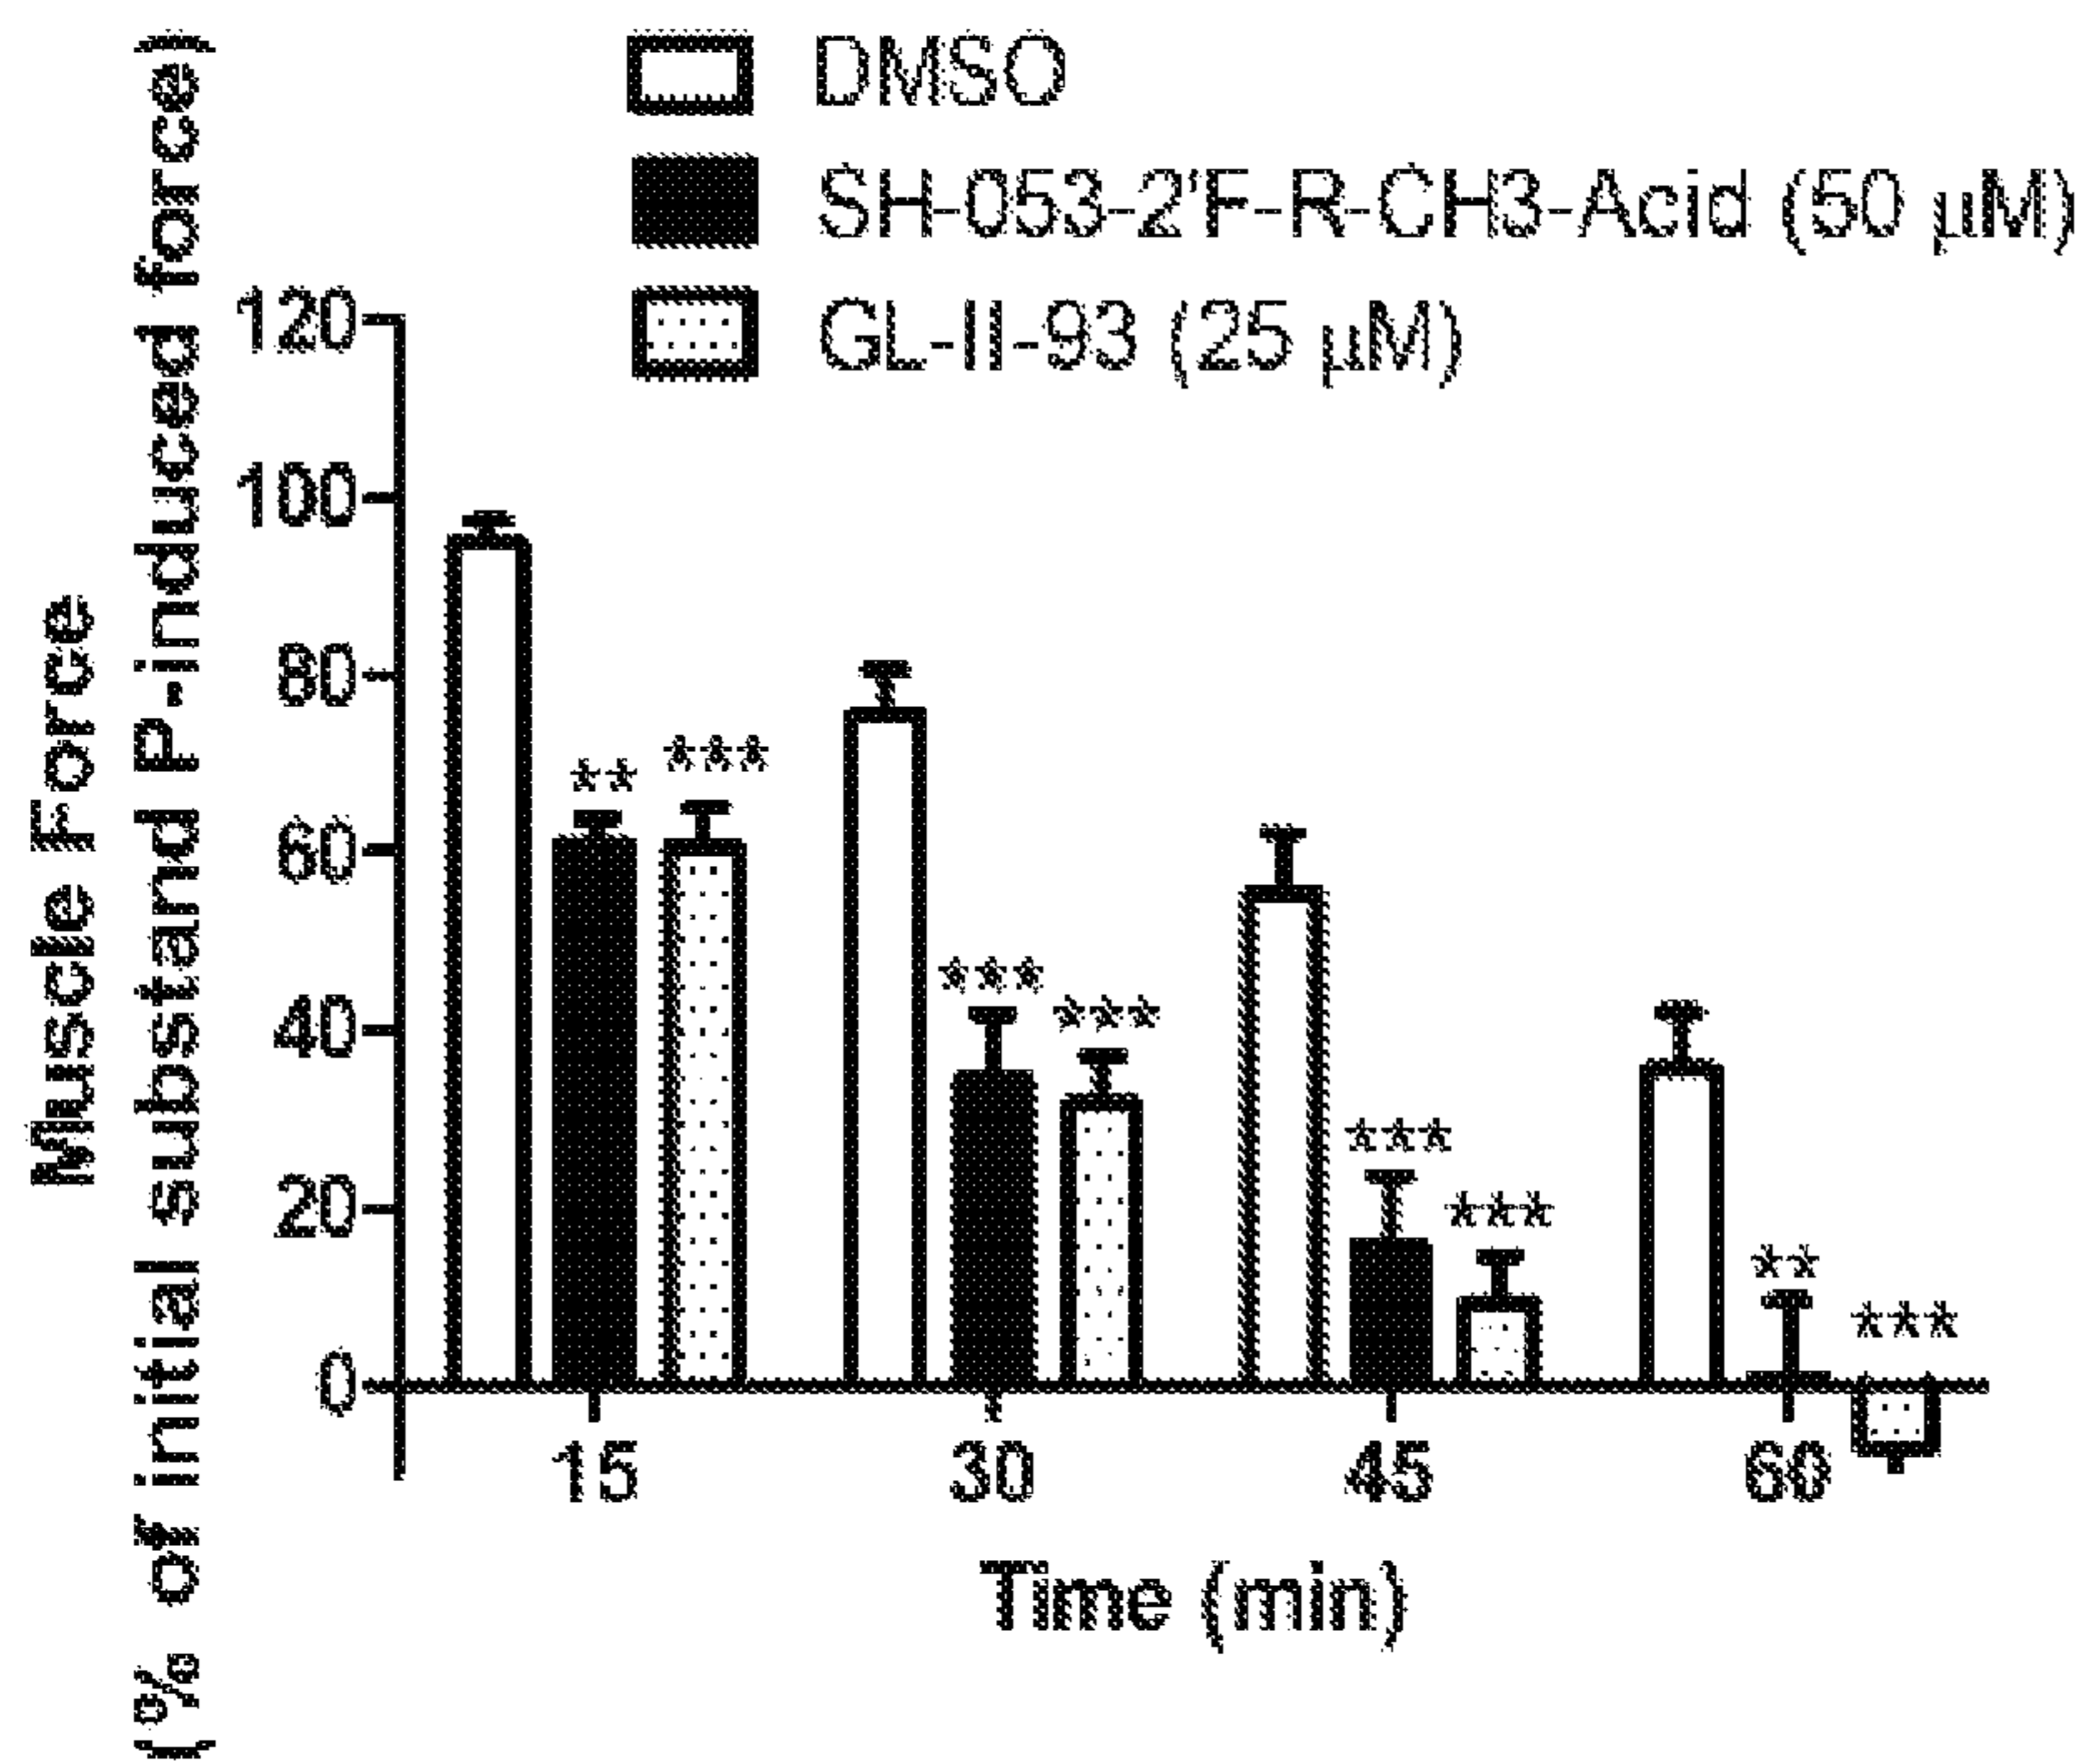 DMSO
SH-053-2'F-R-CH3-Acid (50 µM)
GL-II-93 (25 µM)
Muscle Force
(% of initial substand P-induced force)
120
100
80
60
40
20
0
** ***
*** ***
*** ***
** ***
15 30 45 60
Time (min)